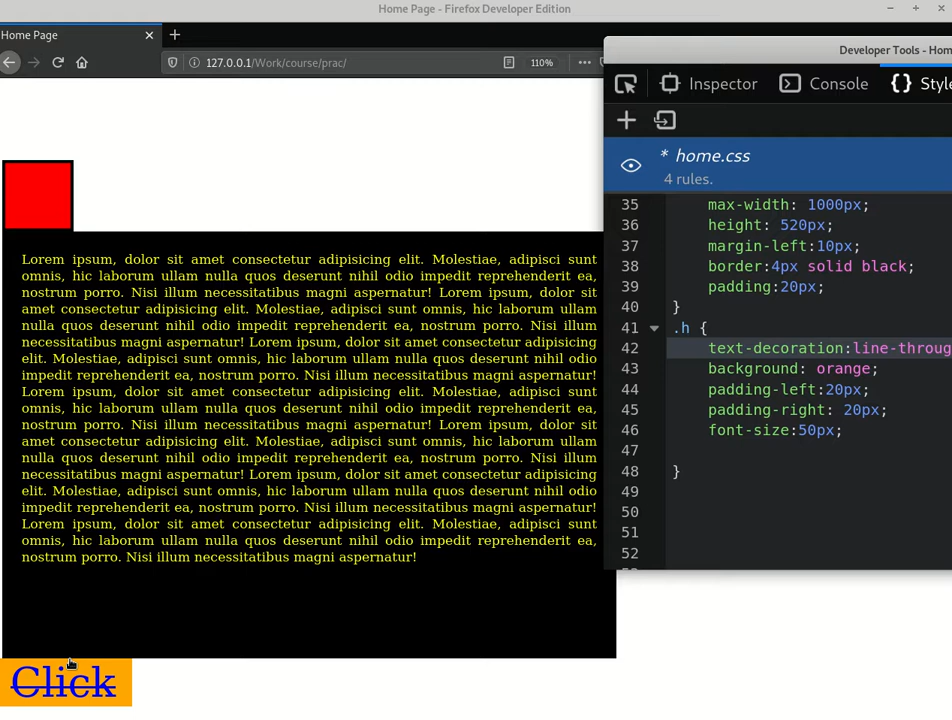 Home Page - Firefox Developer Edition
Home Page
127.0.0.1/Work/course/prac/
110%
Developer Tools - Hom
Inspector
Console
{} Style
* home.css
4 rules.
35 max-width: 1000px;
36 height: 520px;
37 margin-left:10px;
38 border:4px solid black;
39 padding:20px;
40 }
41 .h {
42 text-decoration:line-throug
43 background: orange;
44 padding-left:20px;
45 padding-right: 20px;
46 font-size:50px;
47
48 }
49
50
51
52
Lorem ipsum, dolor sit amet consectetur adipisicing elit. Molestiae, adipisci sunt
omnis, hic laborum ullam nulla quos deserunt nihil odio impedit reprehenderit ea,
nostrum porro. Nisi illum necessitatibus magni aspernatur! Lorem ipsum, dolor sit
amet consectetur adipisicing elit. Molestiae, adipisci sunt omnis, hic laborum ullam
nulla quos deserunt nihil odio impedit reprehenderit ea, nostrum porro. Nisi illum
necessitatibus magni aspernatur! Lorem ipsum, dolor sit amet consectetur adipisicing
elit. Molestiae, adipisci sunt omnis, hic laborum ullam nulla quos deserunt nihil odio
impedit reprehenderit ea, nostrum porro. Nisi illum necessitatibus magni aspernatur!
Lorem ipsum, dolor sit amet consectetur adipisicing elit. Molestiae, adipisci sunt
omnis, hic laborum ullam nulla quos deserunt nihil odio impedit reprehenderit ea,
nostrum porro. Nisi illum necessitatibus magni aspernatur! Lorem ipsum, dolor sit
amet consectetur adipisicing elit. Molestiae, adipisci sunt omnis, hic laborum ullam
nulla quos deserunt nihil odio impedit reprehenderit ea, nostrum porro. Nisi illum
necessitatibus magni aspernatur! Lorem ipsum, dolor sit amet consectetur adipisicing
elit. Molestiae, adipisci sunt omnis, hic laborum ullam nulla quos deserunt nihil odio
impedit reprehenderit ea, nostrum porro. Nisi illum necessitatibus magni aspernatur!
Lorem ipsum, dolor sit amet consectetur adipisicing elit. Molestiae, adipisci sunt
omnis, hic laborum ullam nulla quos deserunt nihil odio impedit reprehenderit ea,
nostrum porro. Nisi illum necessitatibus magni aspernatur!
Click